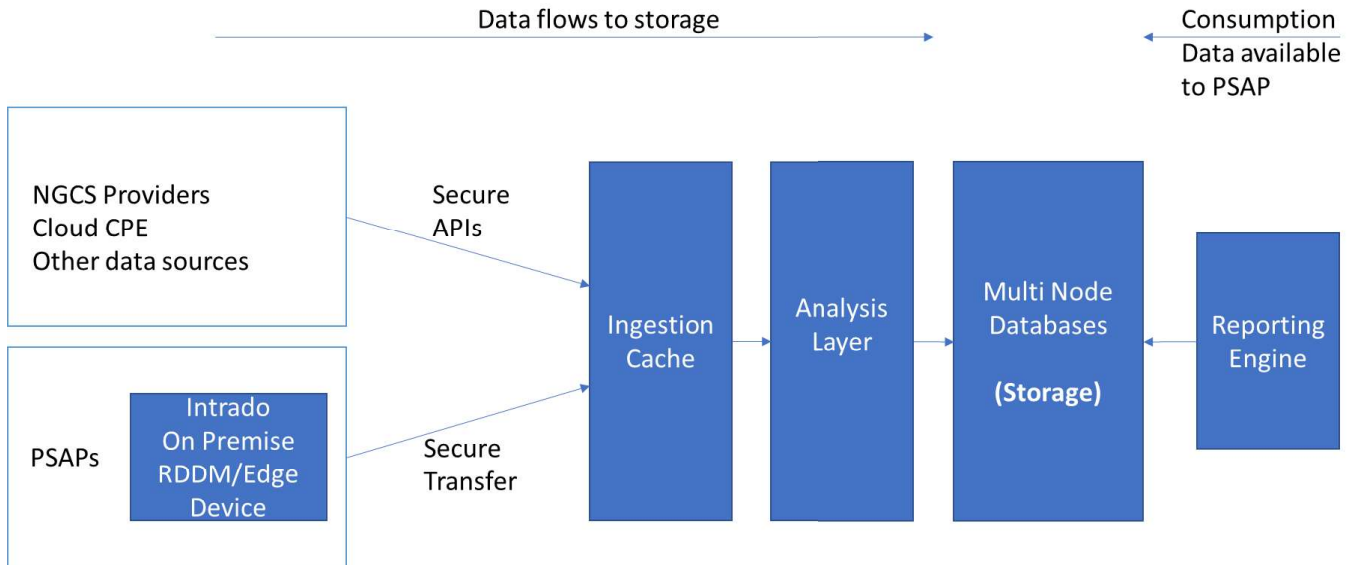 Data flows to storage
Consumption
Data available
to PSAP
NGCS Providers
Cloud CPE
Other data sources
Secure
APIs
PSAPs
Intrado
On Premise
RDDM/Edge
Device
Secure
Transfer
Ingestion
Cache
Analysis
Layer
Multi Node
Databases
(Storage)
Reporting
Engine